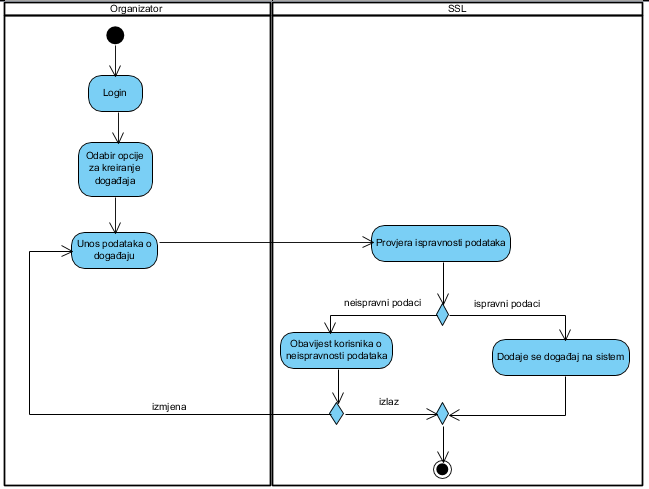 Organizator
SSL
Login
Odabir opcije
za kreiranje
događaja
Unos podataka o
događaju
Provjera ispravnosti podataka
neispravni podaci
ispravni podaci
Obavijest korisnika o
neispravnosti podataka
Dodaje se događaj na sistem
izmjena
izlaz